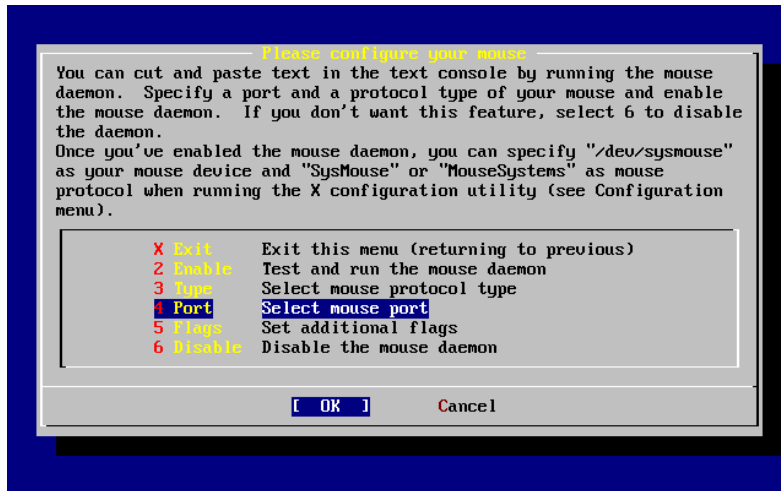 Please configure your mouse
You can cut and paste text in the text console by running the mouse
daemon.  Specify a port and a protocol type of your mouse and enable
the mouse daemon.  If you don't want this feature, select 6 to disable
the daemon.
Once you've enabled the mouse daemon, you can specify "/dev/sysmouse"
as your mouse device and "SysMouse" or "MouseSystems" as mouse
protocol when running the X configuration utility (see Configuration
menu).
X Exit     Exit this menu (returning to previous)
2 Enable   Test and run the mouse daemon
3 Type     Select mouse protocol type
4 Port     Select mouse port
5 Flags    Set additional flags
6 Disable  Disable the mouse daemon
[  OK  ]       Cancel